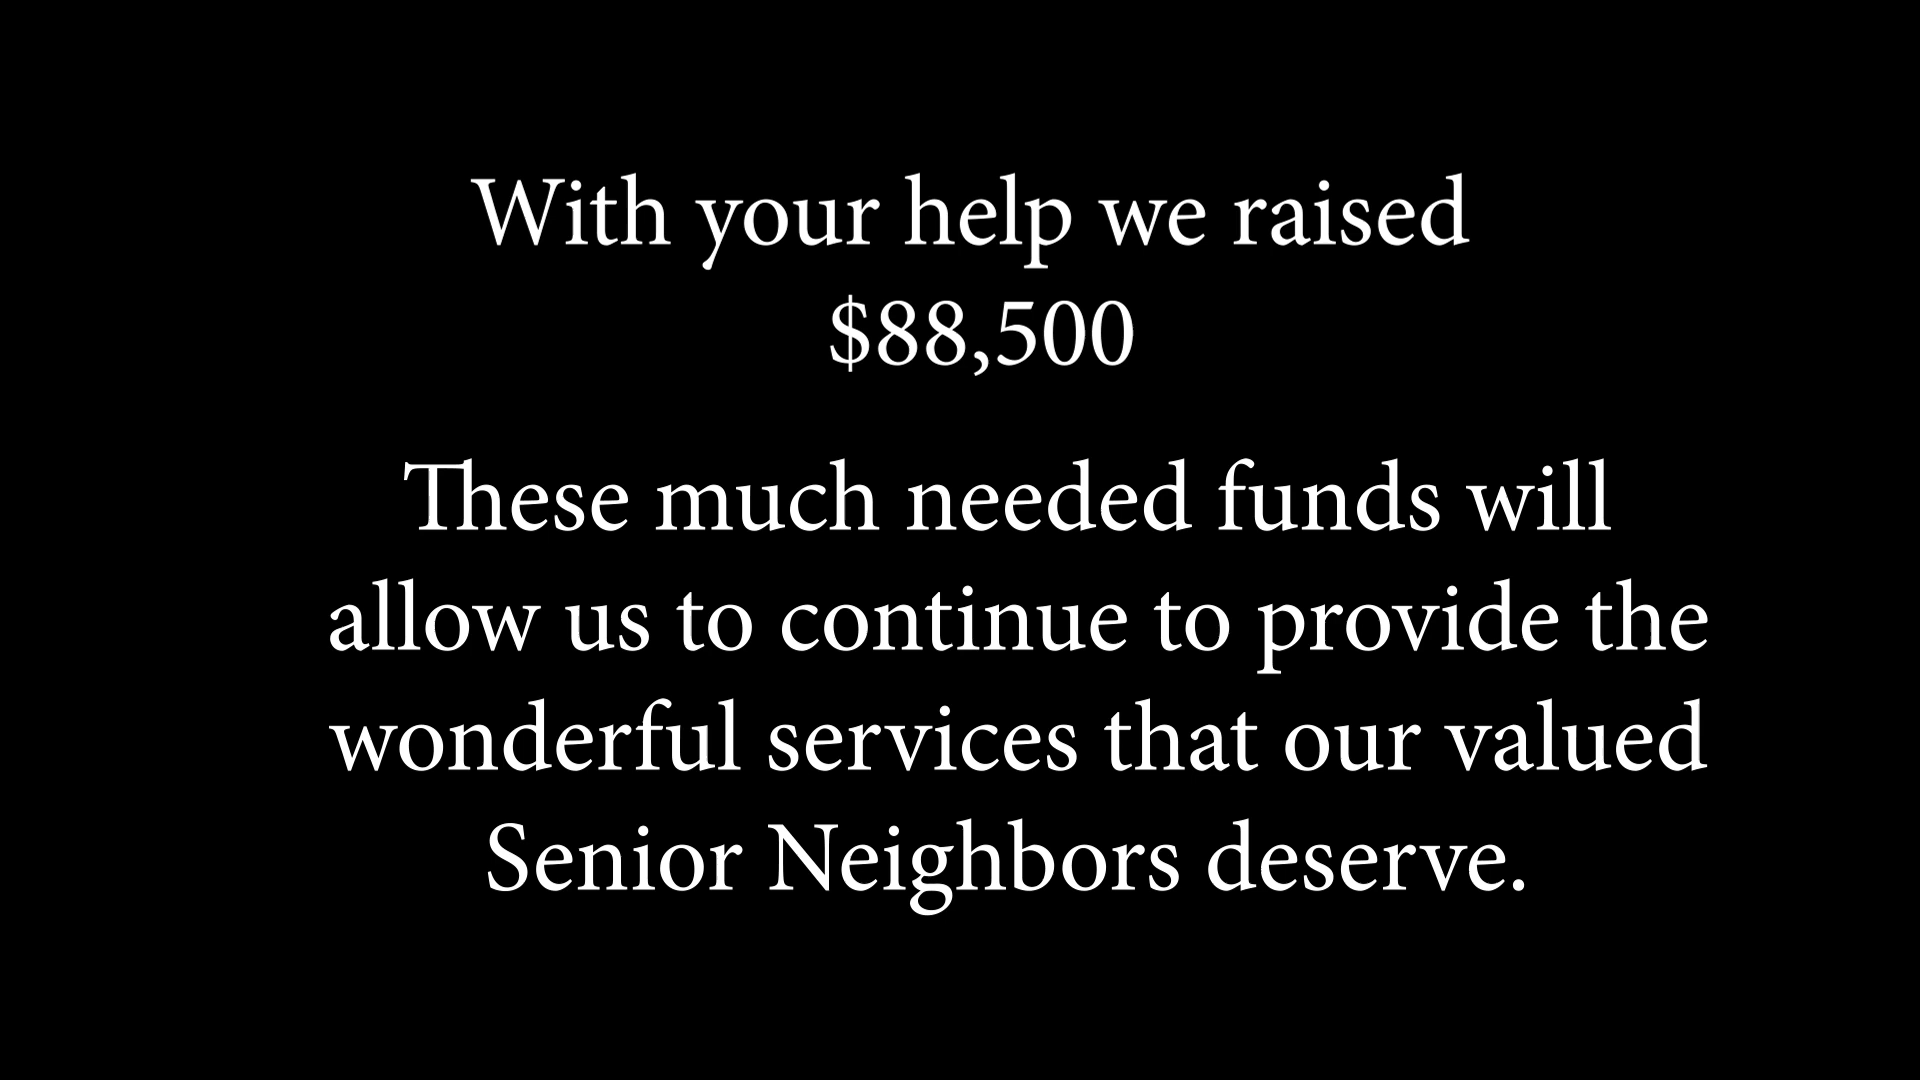 With your help we raised
$88,500
These much needed funds will
allow us to continue to provide the
wonderful services that our valued
Senior Neighbors deserve.